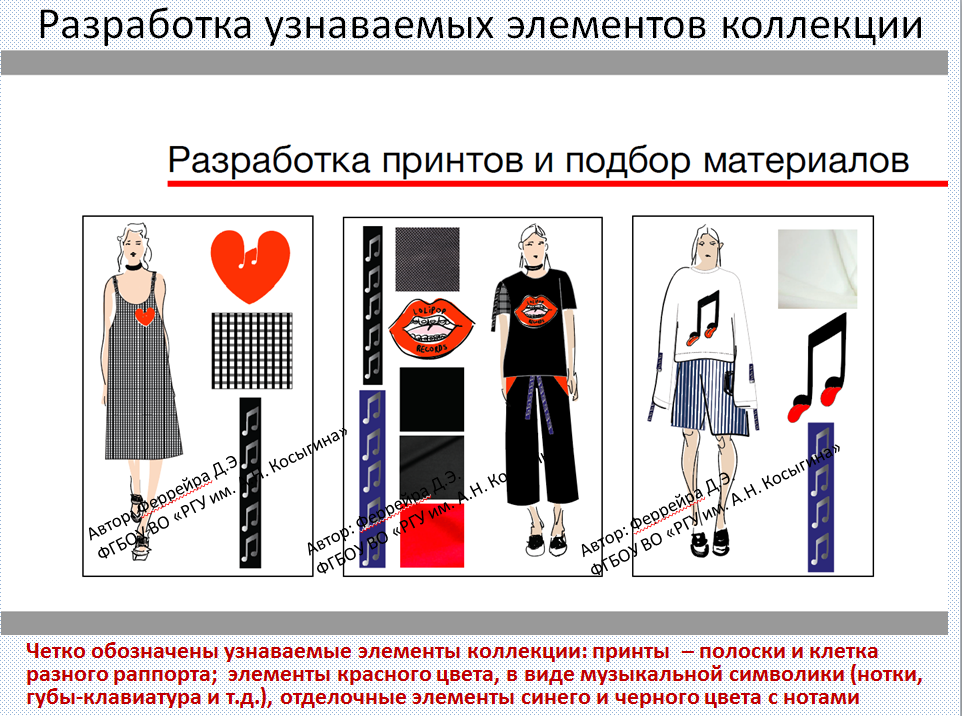 Разработка узнаваемых элементов коллекции
Разработка принтов и подбор материалов
LOLIPOP
RECORDS
Автор: Феррейра Д.Э.
ФГБОУ ВО «РГУ им. А.Н. Косыгина»
Автор: Феррейра Д.Э.
ФГБОУ ВО «РГУ им. А.Н. Косыгина»
Автор: Феррейра Д.Э.
ФГБОУ ВО «РГУ им. А.Н. Косыгина»
Четко обозначены узнаваемые элементы коллекции: принты – полоски и клетка
разного раппорта; элементы красного цвета, в виде музыкальной символики (нотки,
губы-клавиатура и т.д.), отделочные элементы синего и черного цвета с нотами